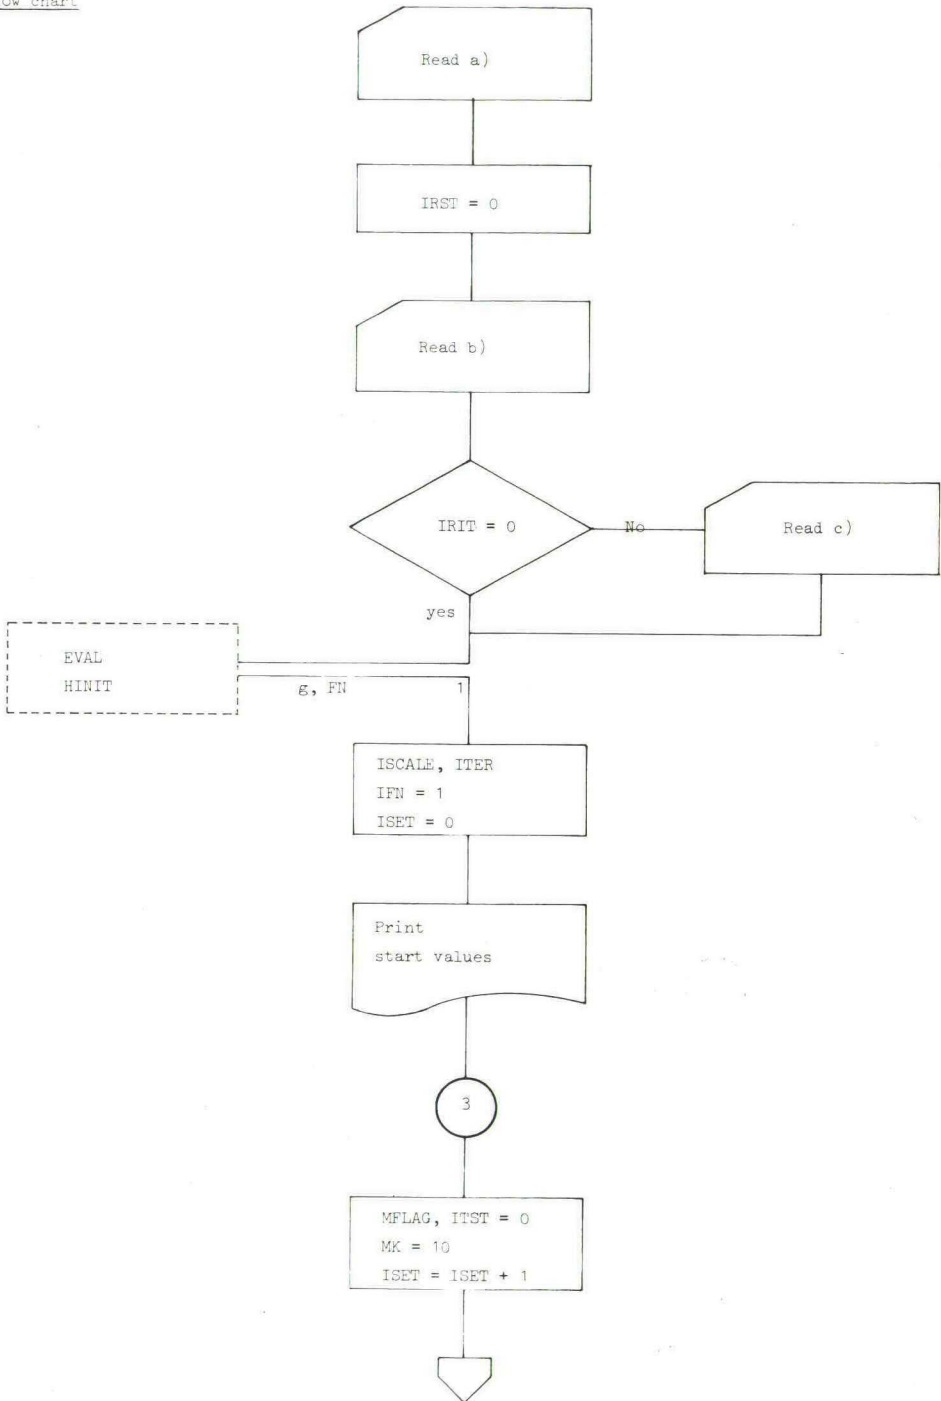 ow chart
Read a)
IRST = 0
Read b)
IRIT = 0
No
Read c)
yes
EVAL
HINIT
g, FN
1
ISCALE, ITER
IFN = 1
ISET = 0
Print
start values
3
MFLAG, ITST = 0
MK = 10
ISET = ISET + 1